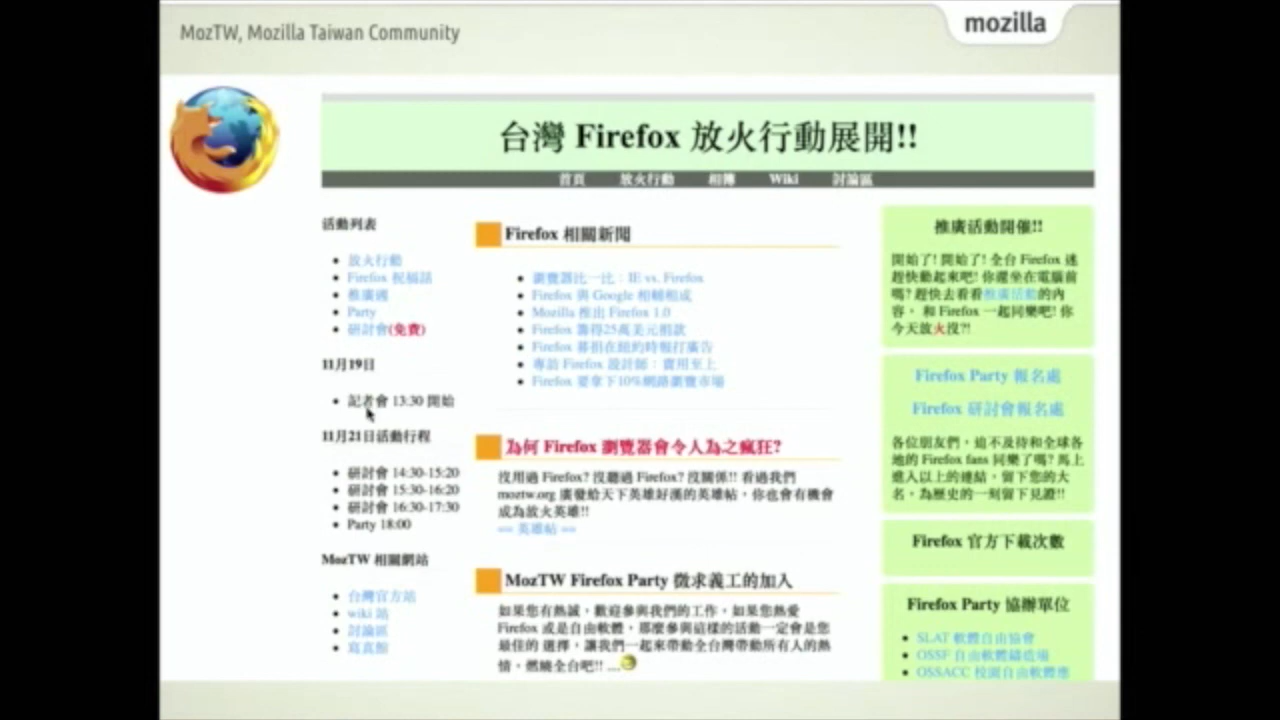 MozTW, Mozilla Taiwan Community
mozilla
台灣 Firefox 放火行動展開!!
首頁 放火行動 相簿 Wiki 討論區
活動列表
放火行動
Firefox 祝福話
推廣週
Party
研討會(免費)
11月19日
記者會 13:30 開始
11月21日活動行程
研討會 14:30-15:20
研討會 15:30-16:20
研討會 16:30-17:30
Party 18:00
MozTW 相關網站
台灣官方站
wiki 站
討論區
寫真館
Firefox 相關新聞
瀏覽器比一比：IE vs. Firefox
Firefox 與 Google 相輔相成
Mozilla 推出 Firefox 1.0
Firefox 籌得25萬美元捐款
Firefox 募捐在紐約時報打廣告
專訪 Firefox 設計師：實用至上
Firefox 要拿下10%網路瀏覽市場
為何 Firefox 瀏覽器會令人為之瘋狂?
沒用過 Firefox? 沒聽過 Firefox? 沒關係!! 看過我們
moztw.org 廣發給天下英雄好漢的英雄帖，你也會有機會
成為放火英雄!!
== 英雄帖 ==
MozTW Firefox Party 徵求義工的加入
如果您有熱誠，歡迎參與我們的工作，如果您熱愛
Firefox 或是自由軟體，那麼參與這樣的活動一定會是您
最佳的 選擇，讓我們一起來帶動全台灣帶動所有人的熱
情，燃燒全台吧!! ...
推廣活動開催!!
開始了! 開始了! 全台 Firefox 迷
趕快動起來吧! 你還坐在電腦前
嗎? 趕快去看看推廣活動的內
容， 和 Firefox 一起同樂吧! 你
今天放火沒?!
Firefox Party 報名處
Firefox 研討會報名處
各位朋友們，迫不及待和全球各
地的 Firefox fans 同樂了嗎? 馬上
進入以上的連結，留下您的大
名，為歷史的一刻留下見證!!
Firefox 官方下載次數
Firefox Party 協辦單位
SLAT 軟體自由協會
OSSF 自由軟體鑄造場
OSSACC 校園自由軟體應